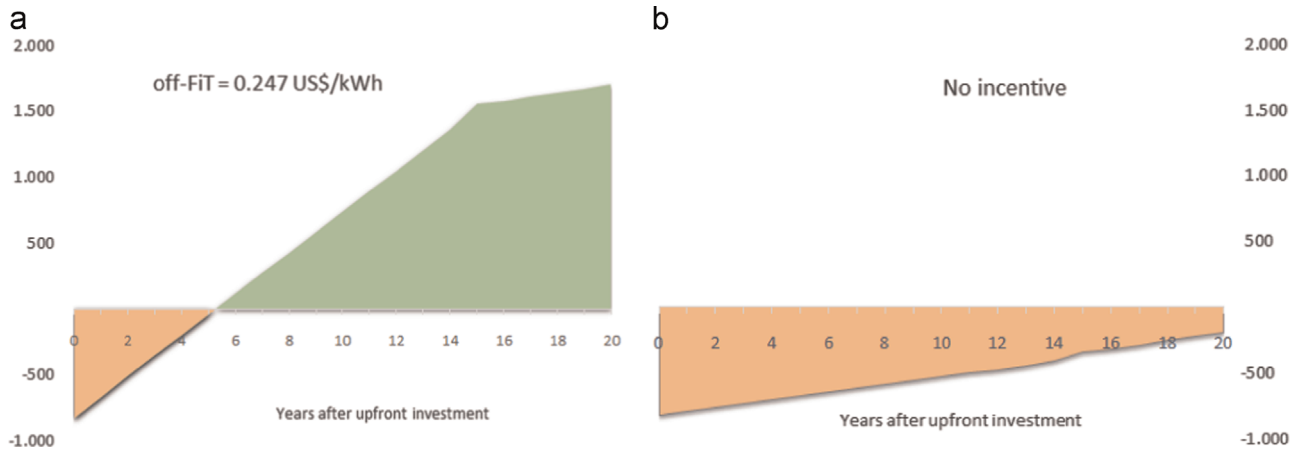 a
2.000
off-FiT = 0.247 US$/kWh
1.500
1.000
500
0 2 4 6 8 10 12 14 16 18 20
-500
Years after upfront investment
-1.000
b
2.000
No incentive
1.500
1.000
500
0 2 4 6 8 10 12 14 16 18 20
-500
Years after upfront investment
-1.000